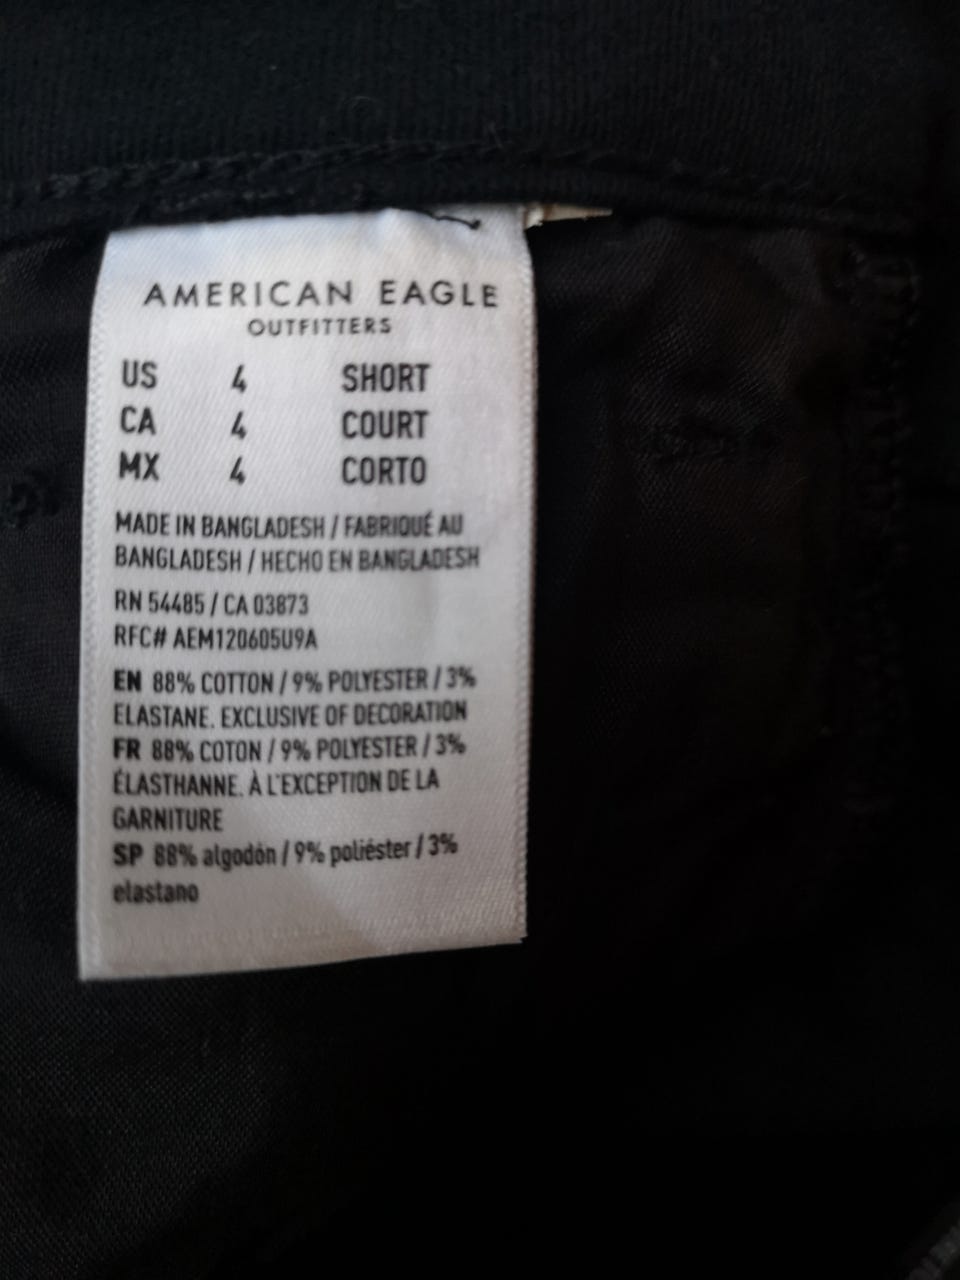 AMERICAN EAGLE
OUTFITTERS
US 4 SHORT
CA 4 COURT
MX 4 CORTO
MADE IN BANGLADESH / FABRIQUÉ AU
BANGLADESH / HECHO EN BANGLADESH
RN 54485 / CA 03873
RFC# AEM120605U9A
EN 88% COTTON / 9% POLYESTER / 3%
ELASTANE. EXCLUSIVE OF DECORATION
FR 88% COTON / 9% POLYESTER / 3%
ÉLASTHANNE. À L'EXCEPTION DE LA
GARNITURE
SP 88% algodón / 9% poliéster / 3%
elastano